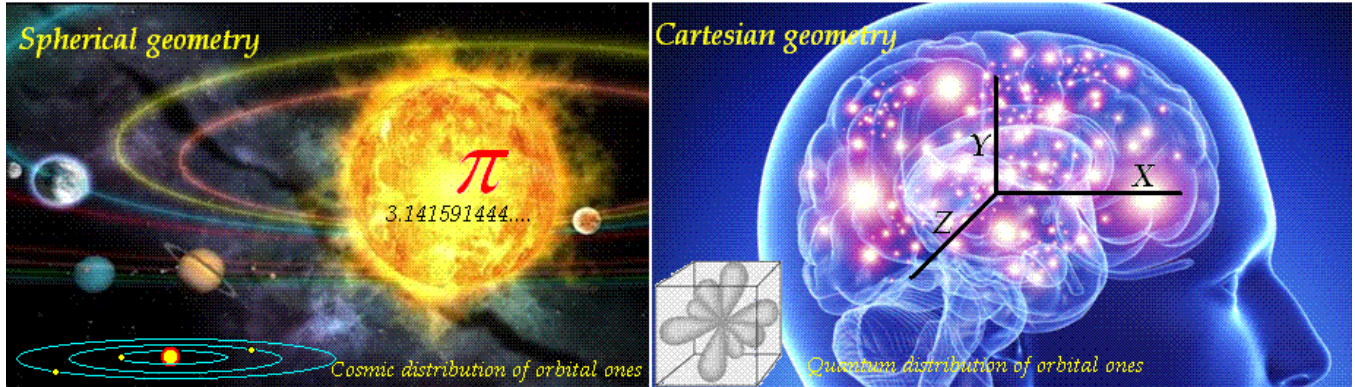 Spherical geometry
π
3.141591444....
Cosmic distribution of orbital ones
Cartesian geometry
Y
X
Z
Quantum distribution of orbital ones